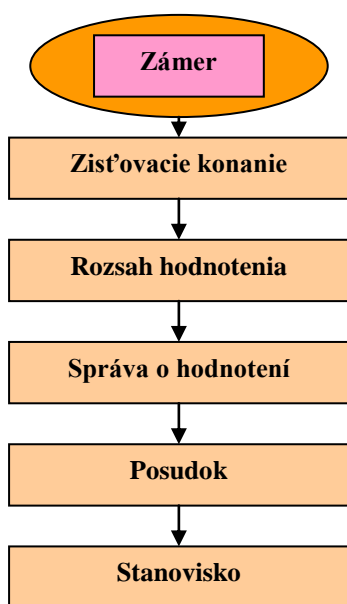 Zámer
Zisťovacie konanie
Rozsah hodnotenia
Správa o hodnotení
Posudok
Stanovisko